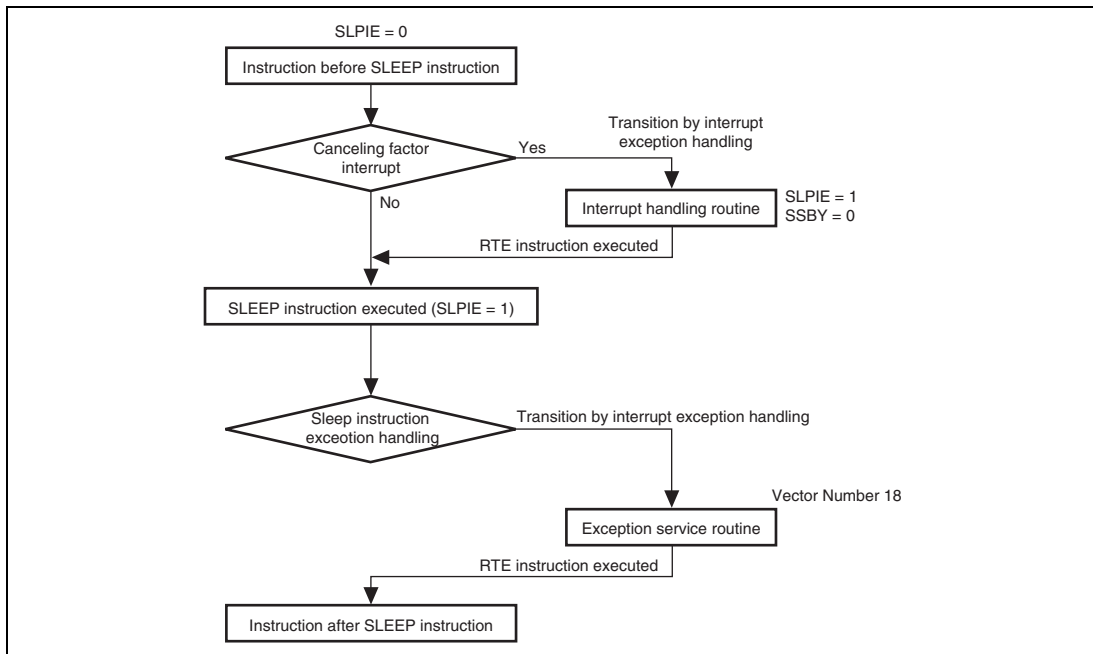 SLPIE = 0
Instruction before SLEEP instruction
Canceling factor
interrupt
Yes
Transition by interrupt
exception handling
No
Interrupt handling routine
SLPIE = 1
SSBY = 0
RTE instruction executed
SLEEP instruction executed (SLPIE = 1)
Sleep instruction
exceotion handling
Transition by interrupt exception handling
Vector Number 18
Exception service routine
RTE instruction executed
Instruction after SLEEP instruction